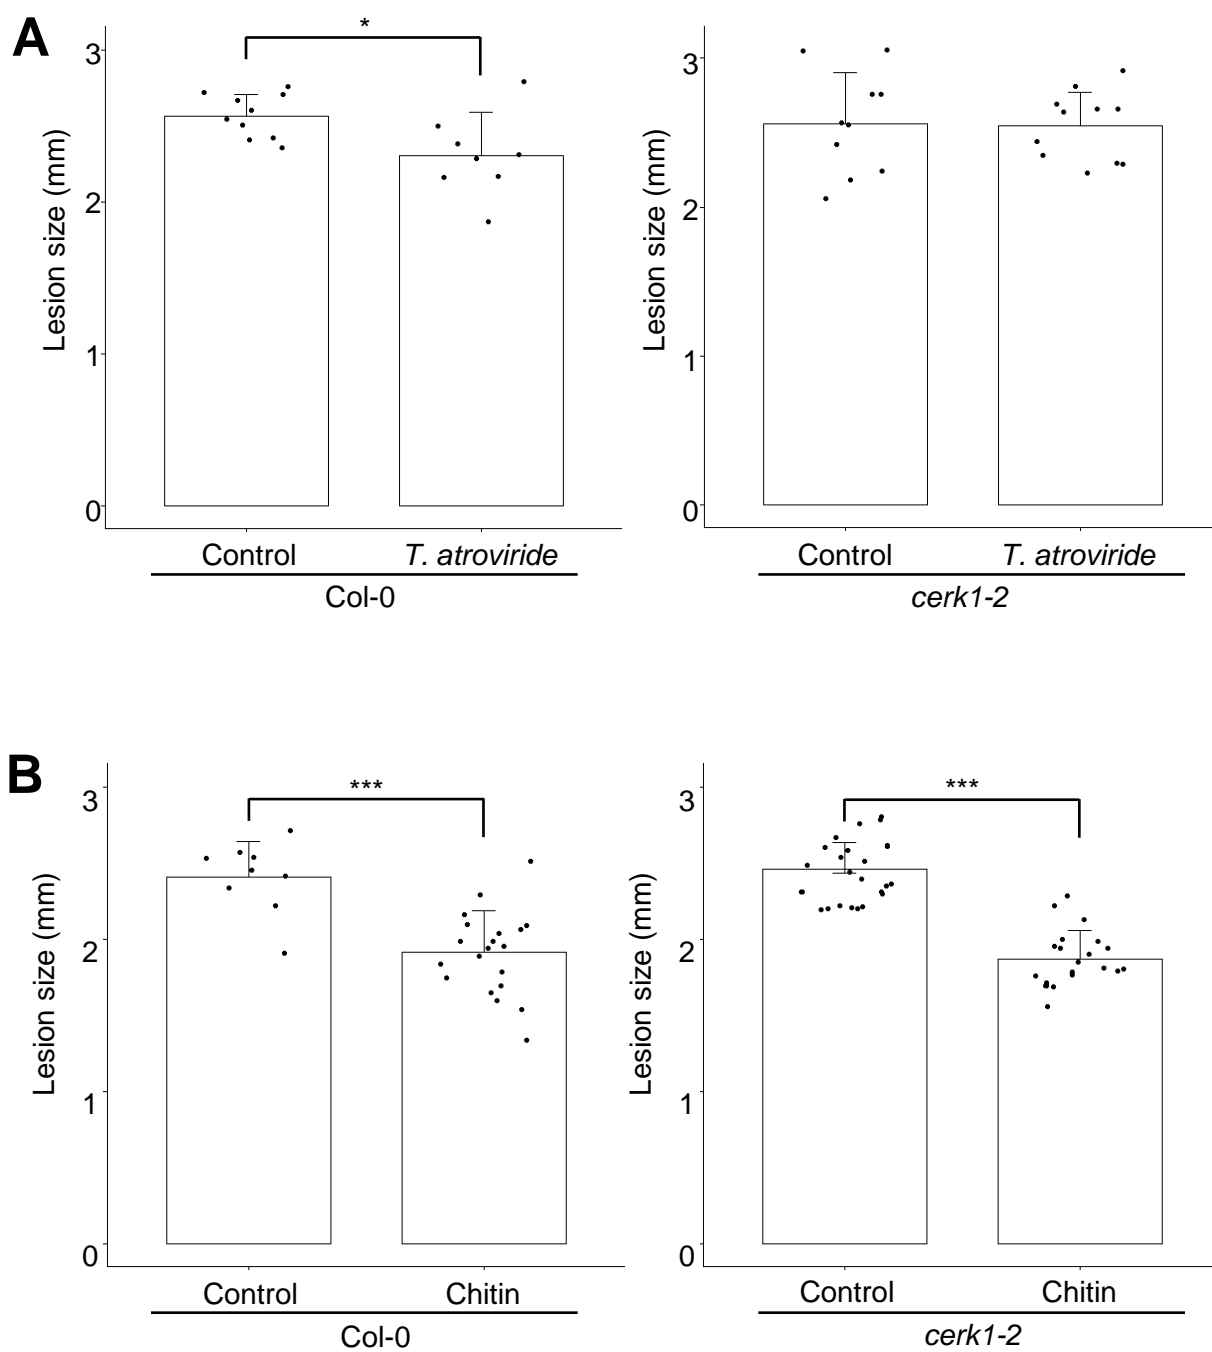 A
*
3
2
1
0
Lesion size (mm)
Control
T. atroviride
Col-0
3
2
1
0
Lesion size (mm)
Control
T. atroviride
cerk1-2
B
***
3
2
1
0
Lesion size (mm)
Control
Chitin
Col-0
***
3
2
1
0
Lesion size (mm)
Control
Chitin
cerk1-2